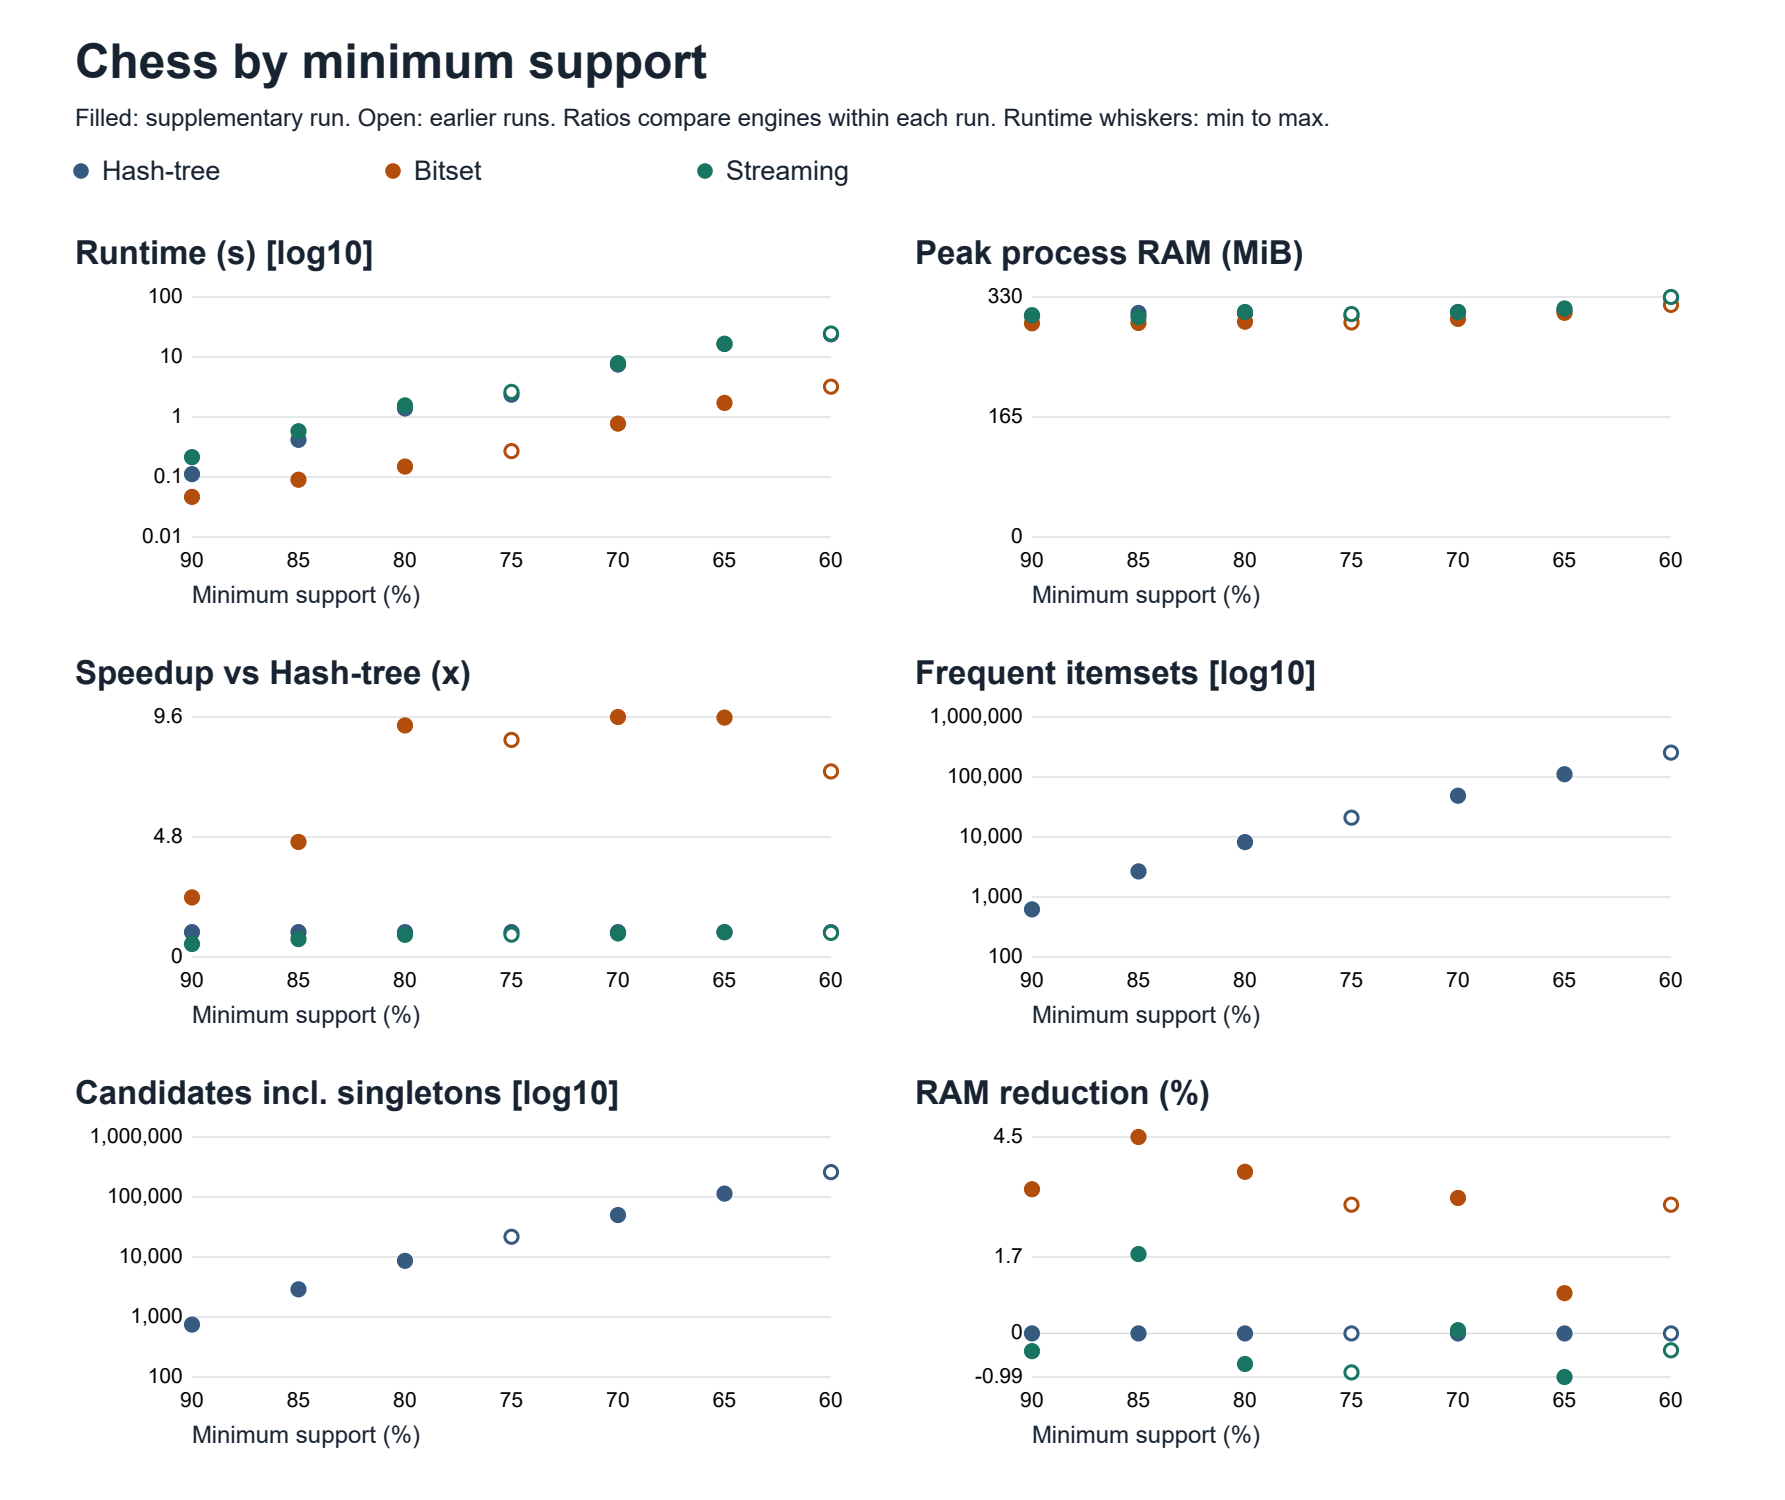 Chess by minimum support
Filled: supplementary run. Open: earlier runs. Ratios compare engines within each run. Runtime whiskers: min to max.
Hash-tree Bitset Streaming
Runtime (s) [log10]
100
10
1
0.1
0.01
90 85 80 75 70 65 60
Minimum support (%)
Peak process RAM (MiB)
330
165
0
90 85 80 75 70 65 60
Minimum support (%)
Speedup vs Hash-tree (x)
9.6
4.8
0
90 85 80 75 70 65 60
Minimum support (%)
Frequent itemsets [log10]
1,000,000
100,000
10,000
1,000
100
90 85 80 75 70 65 60
Minimum support (%)
Candidates incl. singletons [log10]
1,000,000
100,000
10,000
1,000
100
90 85 80 75 70 65 60
Minimum support (%)
RAM reduction (%)
4.5
1.7
0
-0.99
90 85 80 75 70 65 60
Minimum support (%)